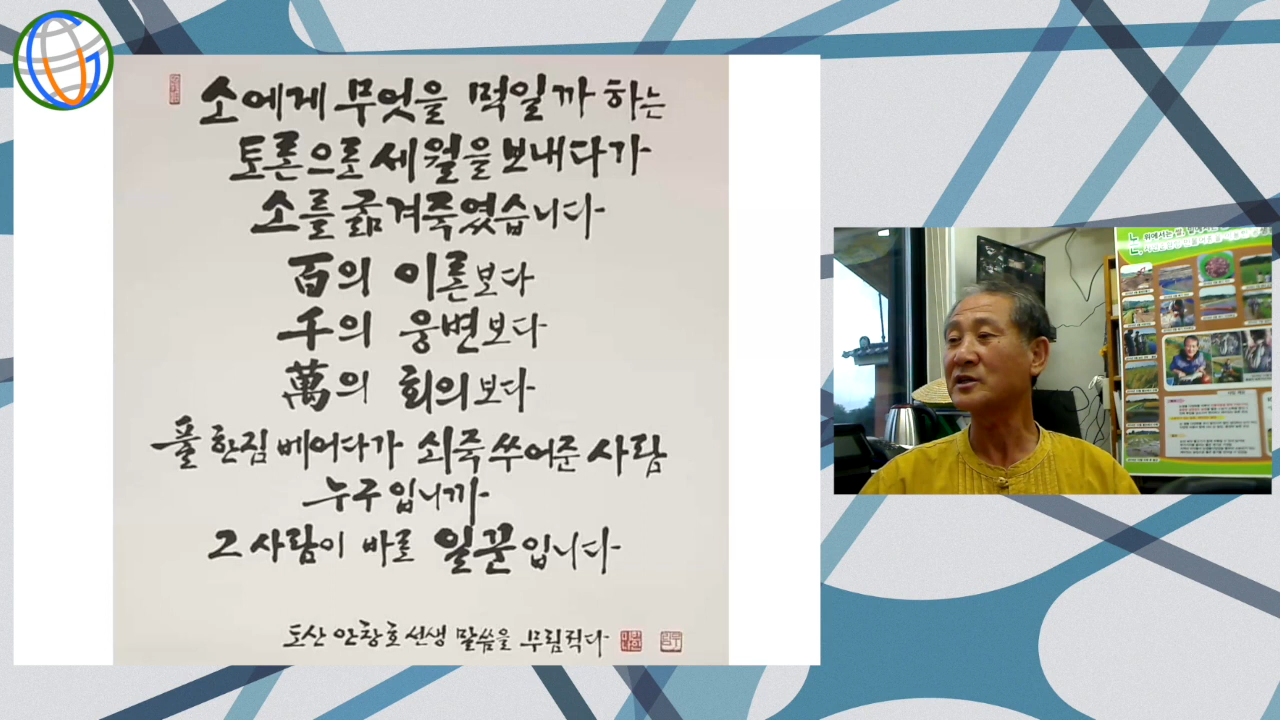 소에게 무엇을 먹일까 하는
토론으로 세월을 보내다가
소를 굶겨죽였습니다
百의 이론보다
千의 웅변보다
萬의 회의보다
풀 한짐 베어다가 쇠죽 쑤어준 사람
누구입니까
그 사람이 바로 일꾼입니다
도산 안창호 선생 말씀을 무림적다
논